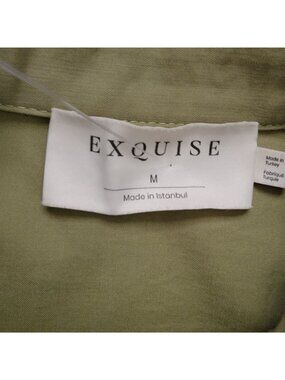 EXQUISE
M
Made in Istanbul
Made in
Turkey
Fabriqué
Turquie